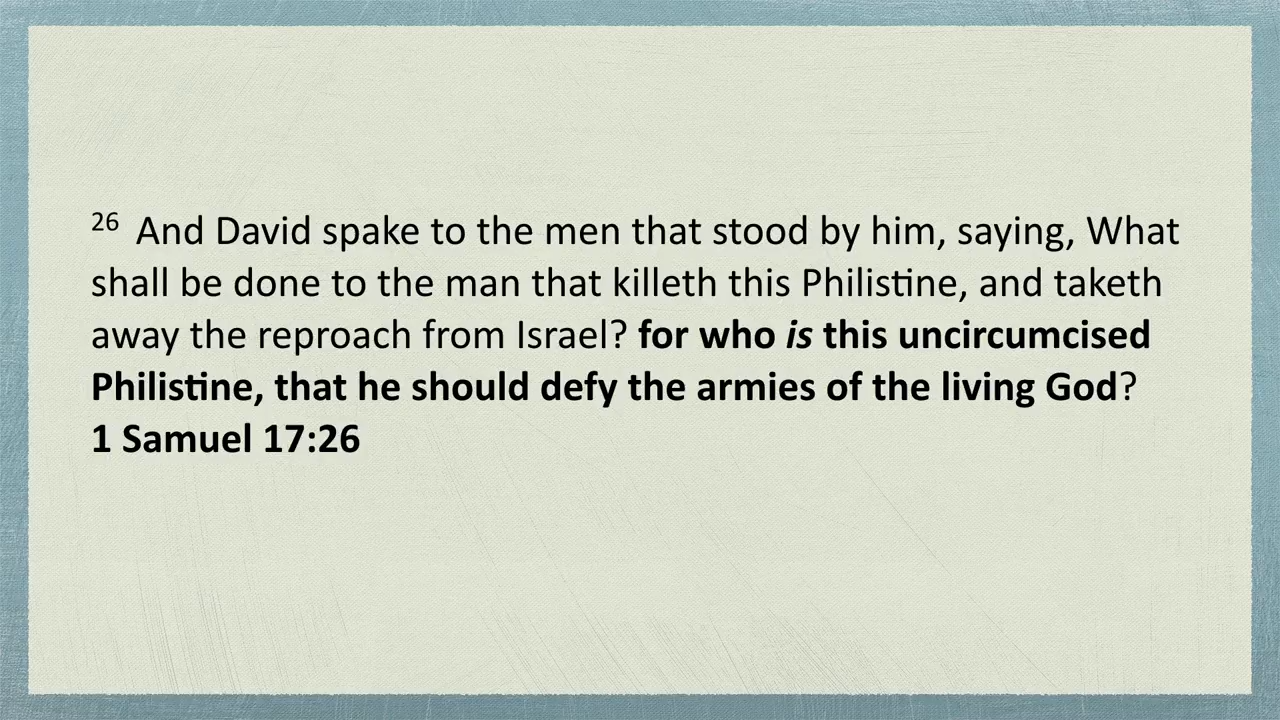 26 And David spake to the men that stood by him, saying, What
shall be done to the man that killeth this Philistine, and taketh
away the reproach from Israel? for who is this uncircumcised
Philistine, that he should defy the armies of the living God?
1 Samuel 17:26